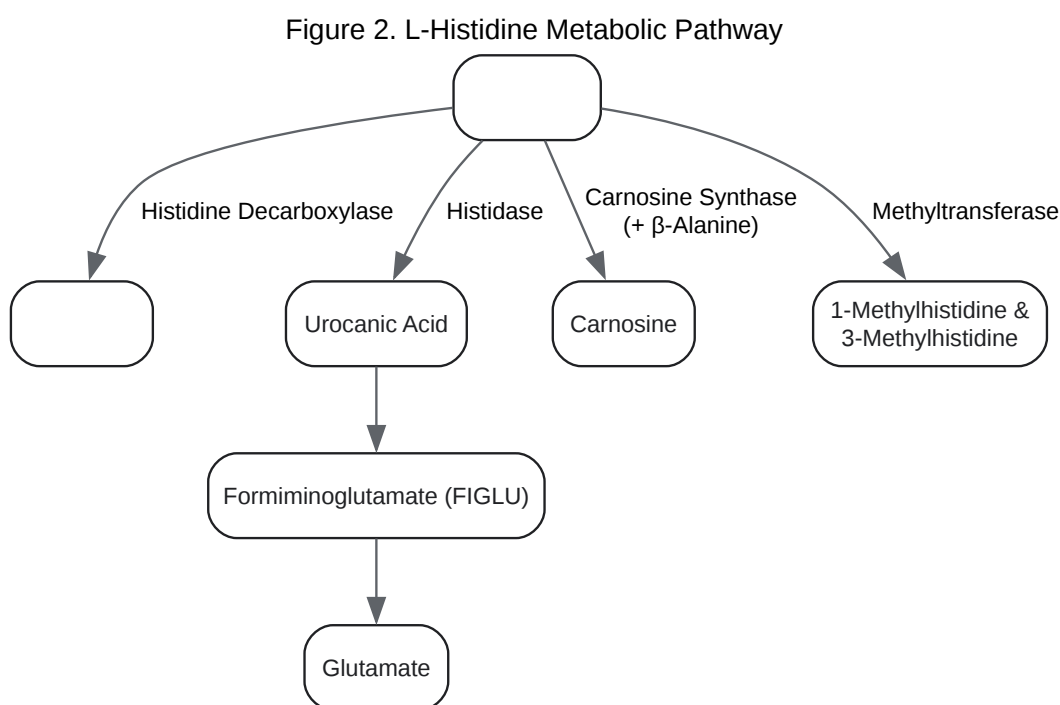 Figure 2. L-Histidine Metabolic Pathway
Histidine Decarboxylase
Histidase
Carnosine Synthase
(+ β-Alanine)
Methyltransferase
Urocanic Acid
Carnosine
1-Methylhistidine &
3-Methylhistidine
Formiminoglutamate (FIGLU)
Glutamate